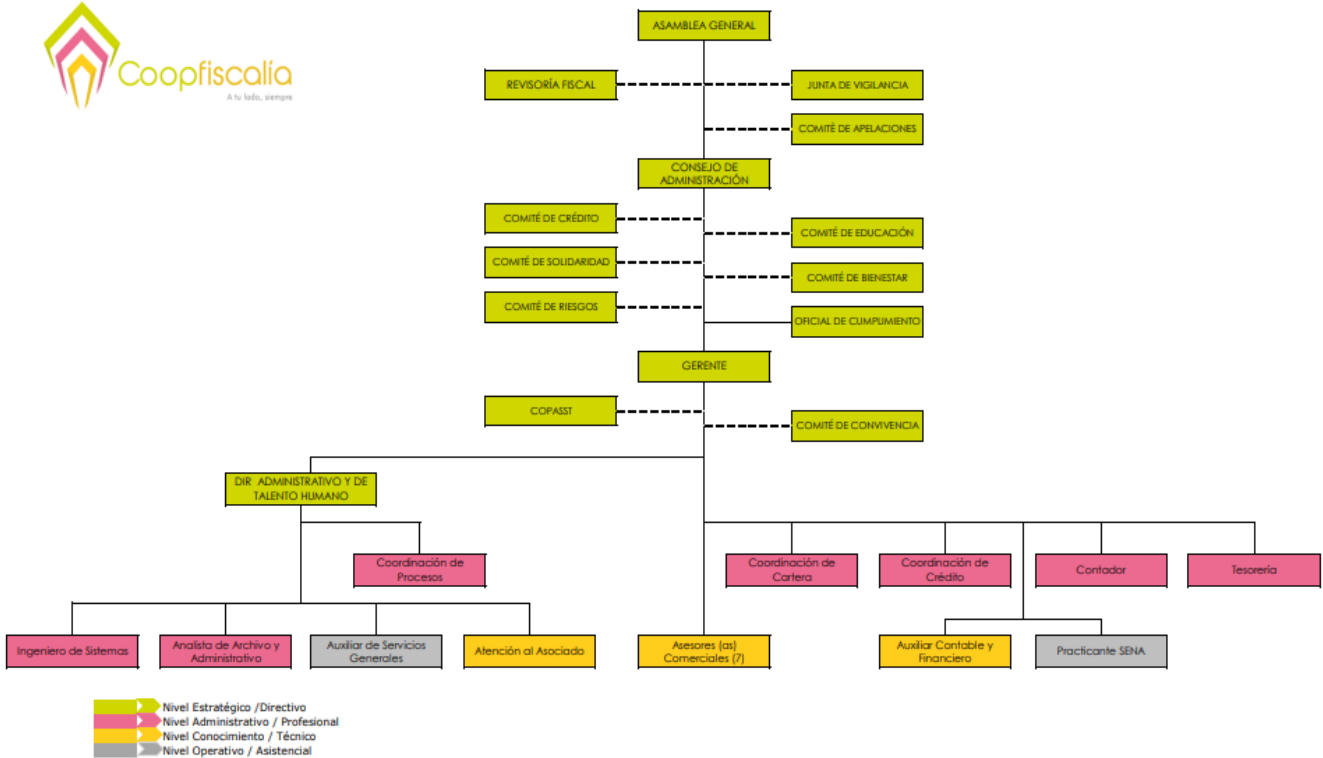 Coopfiscalía
A tu lado, siempre
ASAMBLEA GENERAL
REVISORÍA FISCAL
JUNTA DE VIGILANCIA
COMITÈ DE APELACIONES
CONSEJO DE
ADMINISTRACIÓN
COMITÉ DE CRÉDITO
COMITÉ DE EDUCACIÓN
COMITÉ DE SOLIDARIDAD
COMITÉ DE BIENESTAR
COMITÉ DE RIESGOS
OFICIAL DE CUMPLIMIENTO
GERENTE
COPASST
COMITÉ DE CONVIVENCIA
DIR ADMINISTRATIVO Y DE
TALENTO HUMANO
Coordinación de
Procesos
Coordinación de
Cartera
Coordinación de
Crédito
Contador
Tesorería
Ingeniero de Sistemas
Analista de Archivo y
Administrativo
Auxiliar de Servicios
Generales
Atención al Asociado
Asesores (as)
Comerciales (7)
Auxiliar Contable y
Financiero
Practicante SENA
Nivel Estratégico /Directivo
Nivel Administrativo / Profesional
Nivel Conocimiento / Técnico
Nivel Operativo / Asistencial